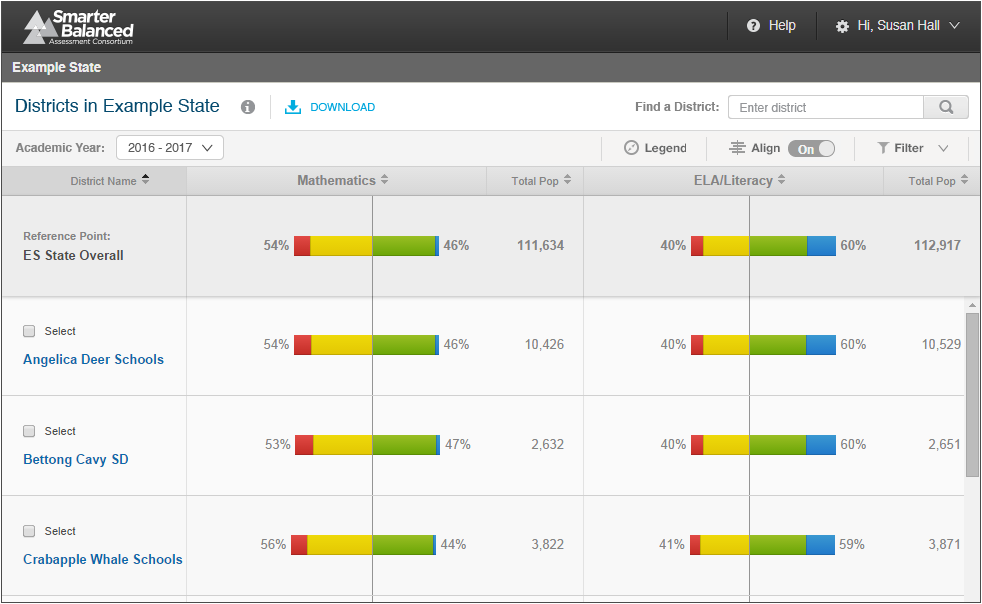 Smarter
Balanced
Assessment Consortium
Help
Hi, Susan Hall
Example State
Districts in Example State
DOWNLOAD
Find a District:
Enter district
Academic Year:
2016 - 2017
Legend
Align
On
Filter
District Name
Mathematics
Total Pop
ELA/Literacy
Total Pop
Reference Point:
ES State Overall
54%
46%
111,634
40%
60%
112,917
Select
Angelica Deer Schools
54%
46%
10,426
40%
60%
10,529
Select
Bettong Cavy SD
53%
47%
2,632
40%
60%
2,651
Select
Crabapple Whale Schools
56%
44%
3,822
41%
59%
3,871